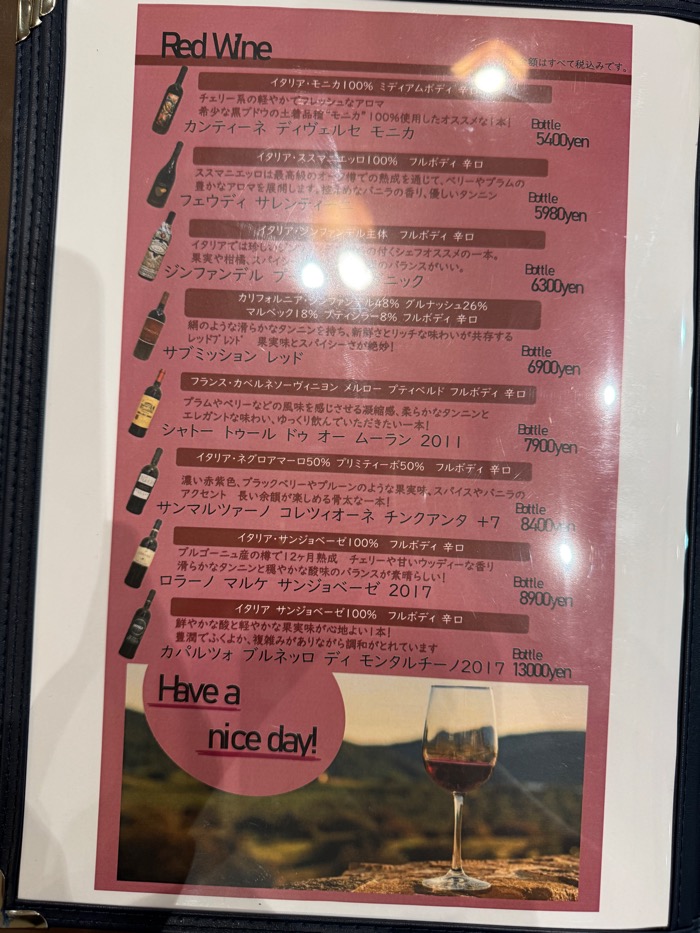 Red Wine
額はすべて税込みです。
イタリア・モニカ100% ミディアムボディ 辛口
チェリー系の軽やかでフレッシュなアロマ
希少な黒ブドウの土着品種"モニカ"100%使用したオススメな1本!
カンティーネ ディヴェルセ モニカ
Bottle
5400yen
イタリア・ススマニエッロ100% フルボディ 辛口
ススマニエッロは最高級のオーク樽での熟成を通じて、ベリーやプラムの
豊かなアロマを展開します。 なバニラの香り、優しいタンニン
フェウディ サレンティーニ
Bottle
5980yen
イタリア・ジンファンデル主体 フルボディ 辛口
イタリアでは珍しいジン の付くシェフオススメの一本。
果実や柑橘、スパイシー のバランスがいい。
ジンファンデル プ ニック
Bottle
6300yen
カリフォルニア・ジンファンデル48% グルナッシュ26%
マルベック18% プティシラー8% フルボディ 辛口
絹のような滑らかなタンニンを持ち、新鮮さとリッチな味わいが共存する
レッドブレンド 果実味とスパイシーさが絶妙!
サブミッション レッド
Bottle
6900yen
フランス・カベルネソーヴィニヨン メルロー プティベルド フルボディ 辛口
プラムやベリーなどの風味を感じさせる凝縮感、柔らかなタンニンと
エレガントな味わい、ゆっくり飲んでいただきたい一本!
シャトー トゥール ドゥ オー ムーラン 2011
Bottle
7900yen
イタリア・ネグロアマーロ50% プリミティーボ50% フルボディ 辛口
濃い赤紫色、ブラックベリーやプルーンのような果実味、スパイスやバニラの
アクセント 長い余韻が楽しめる骨太な一本!
サンマルツァーノ コレツィオーネ チンクアンタ +7
Bottle
8400yen
イタリア・サンジョベーゼ100% フルボディ 辛口
ブルゴーニュ産の樽で12ヶ月熟成 チェリーや甘いウッディーな香り
滑らかなタンニンと穏やかな酸味のバランスが素晴らしい!
ロラーノ マルケ サンジョベーゼ 2017
Bottle
8900yen
イタリア サンジョベーゼ100% フルボディ 辛口
鮮やかな酸と軽やかな果実味が心地よい1本!
豊潤でふくよか、複雑みがありながら調和がとれています
カパルツォ ブルネッロ ディ モンタルチーノ2017
Bottle
13000yen
Have a
nice day!